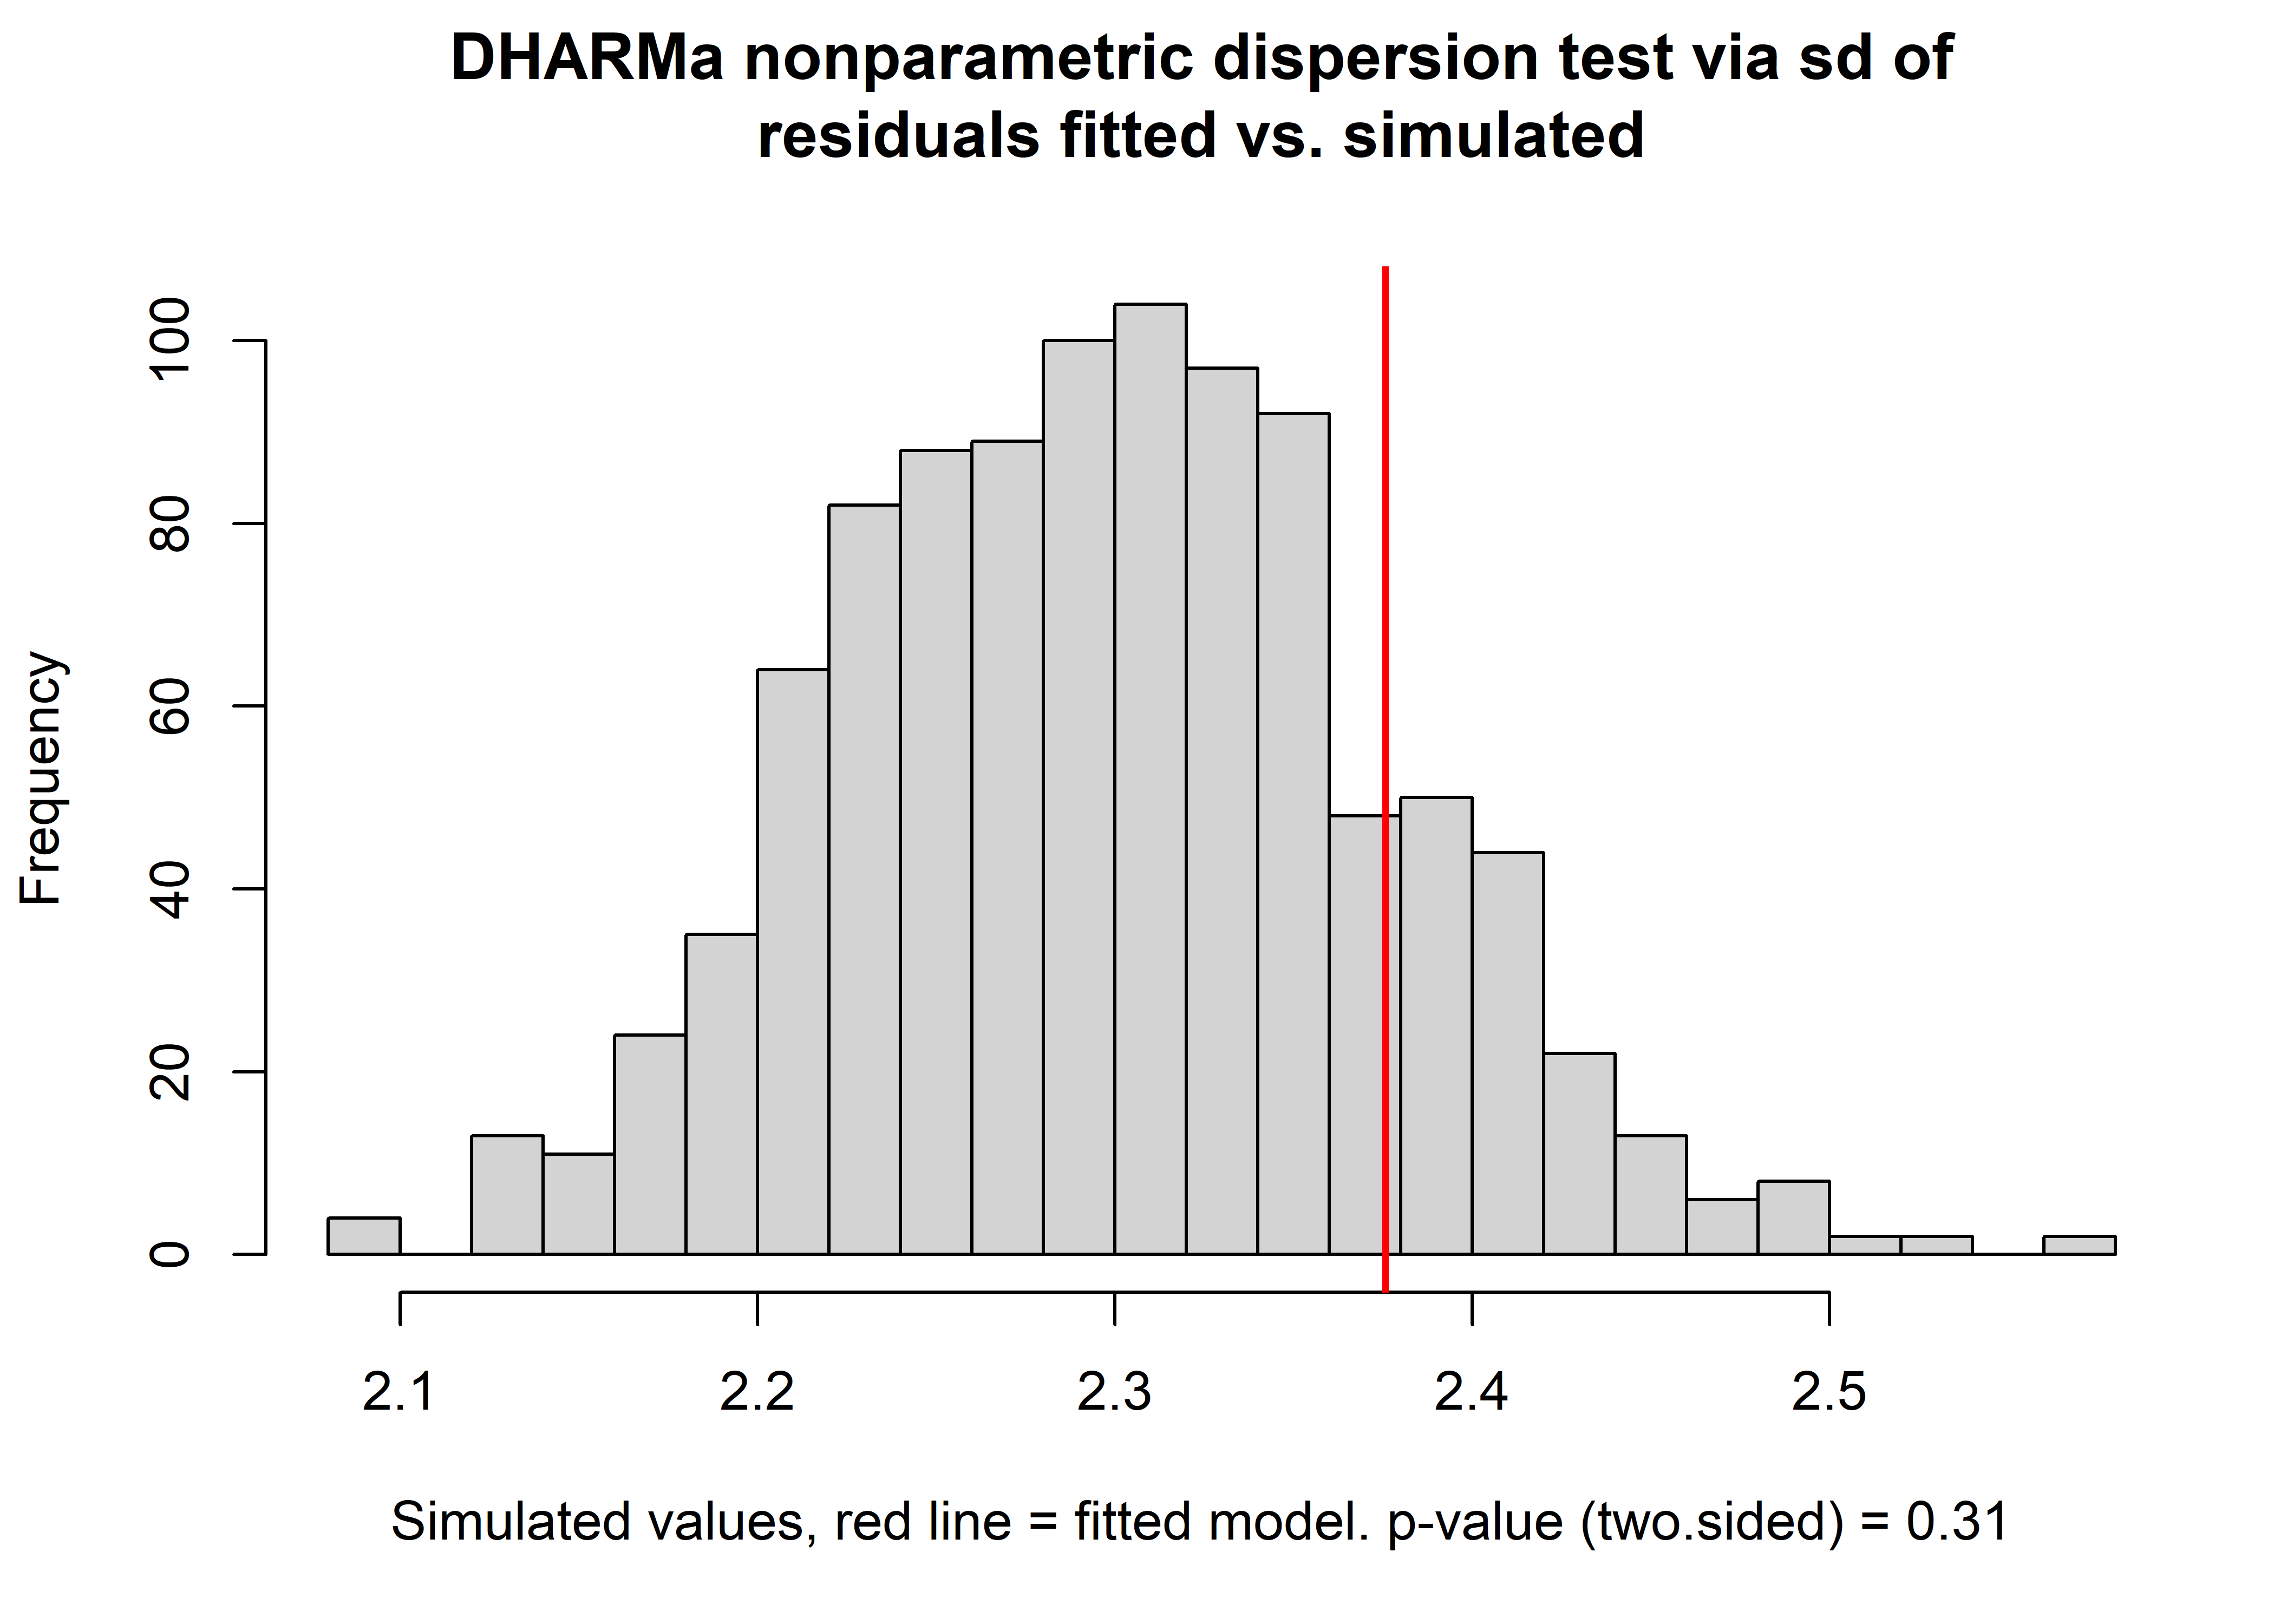 DHARMa nonparametric dispersion test via sd of
residuals fitted vs. simulated
Frequency
100
80
60
40
20
0
2.1 2.2 2.3 2.4 2.5
Simulated values, red line = fitted model. p-value (two.sided) = 0.31